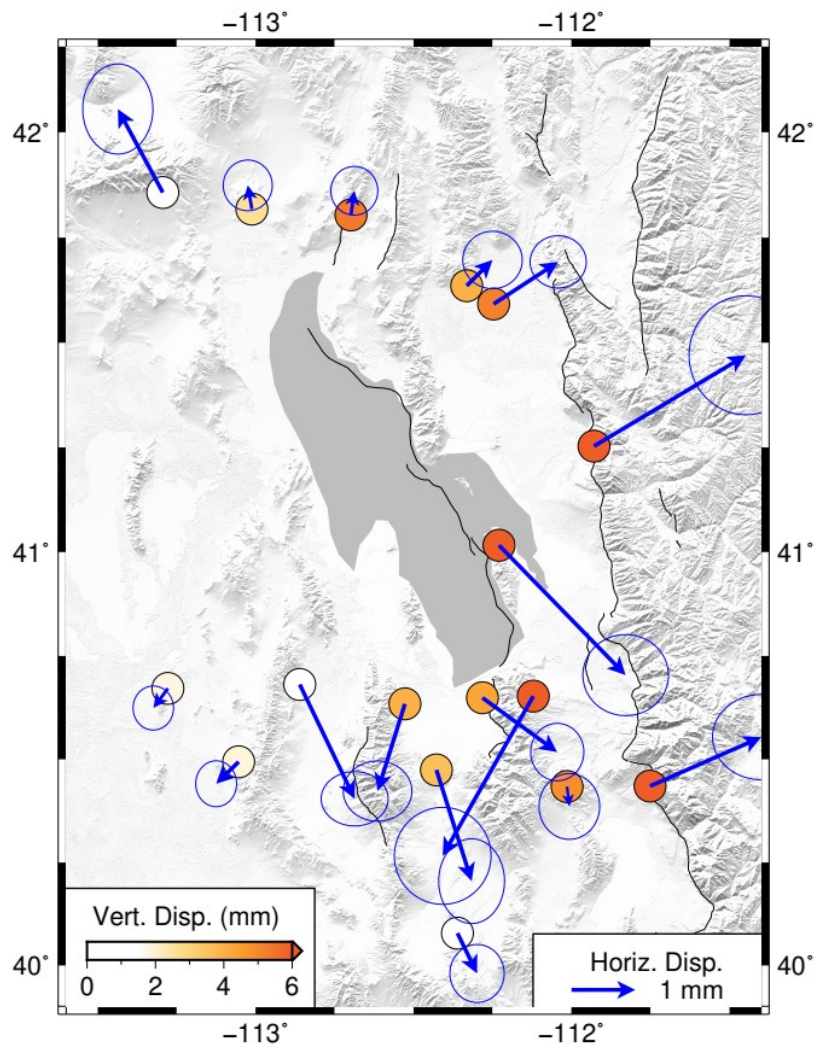 −113˚ −112˚
42˚ 42˚
41˚ 41˚
Vert. Disp. (mm)
0 2 4 6
Horiz. Disp.
1 mm
40˚ 40˚
−113˚ −112˚